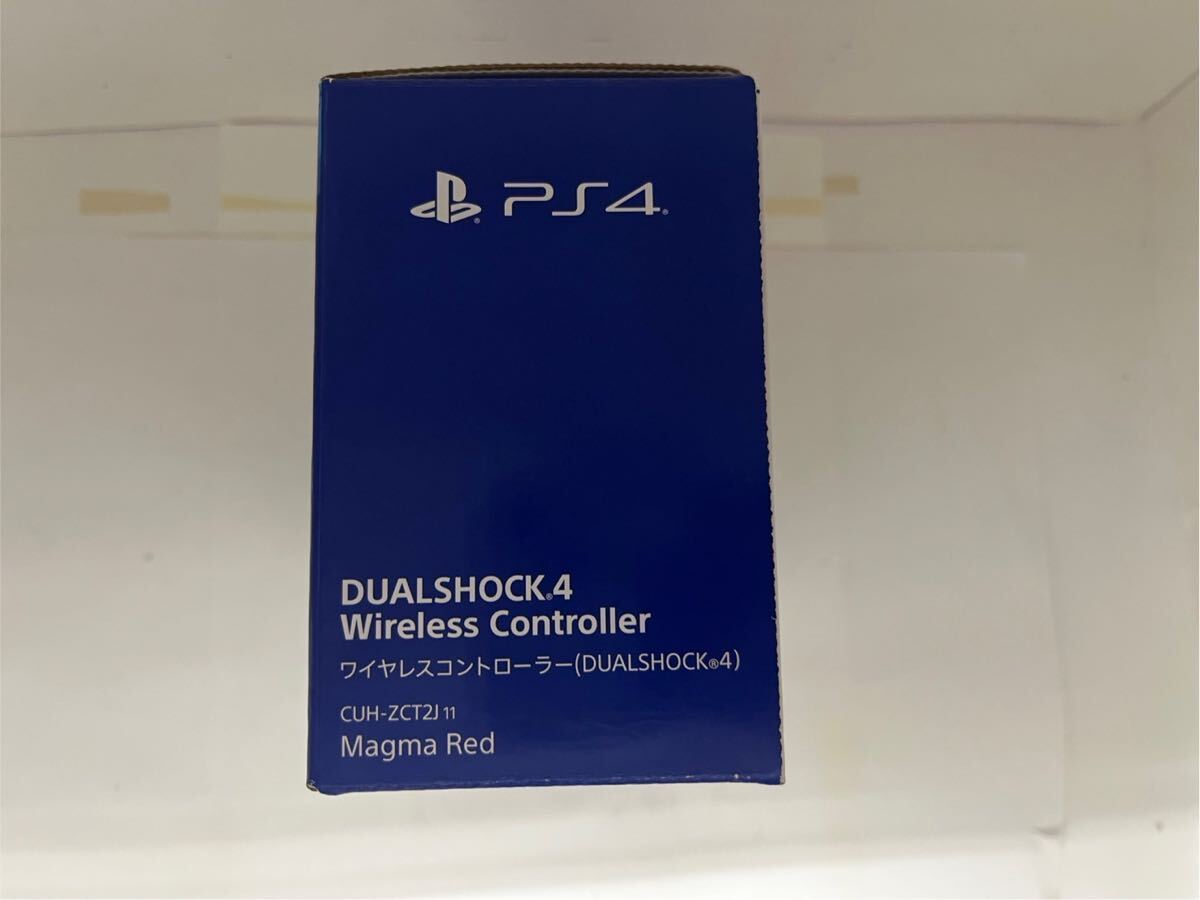 PS4®
DUALSHOCK®4
Wireless Controller
ワイヤレスコントローラー(DUALSHOCK®4)
CUH-ZCT2J 11
Magma Red